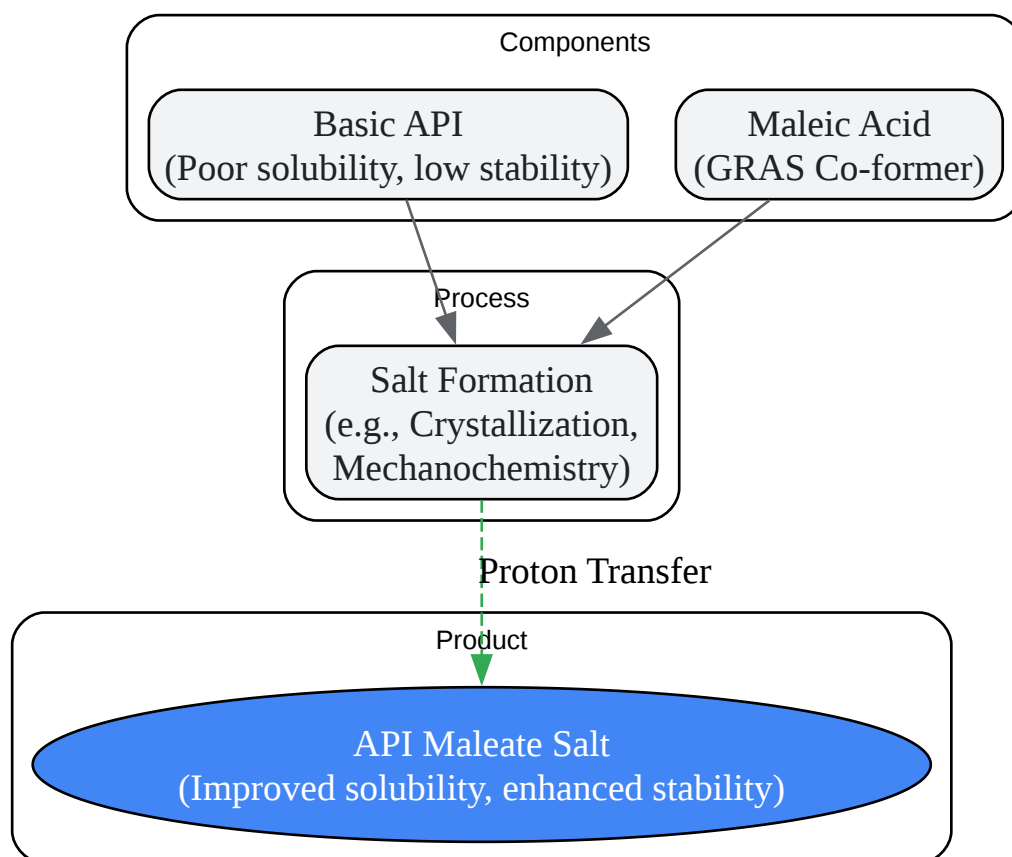 Components
Basic API
(Poor solubility, low stability)
Maleic Acid
(GRAS Co-former)
Process
Salt Formation
(e.g., Crystallization,
Mechanochemistry)
Proton Transfer
Product
API Maleate Salt
(Improved solubility, enhanced stability)